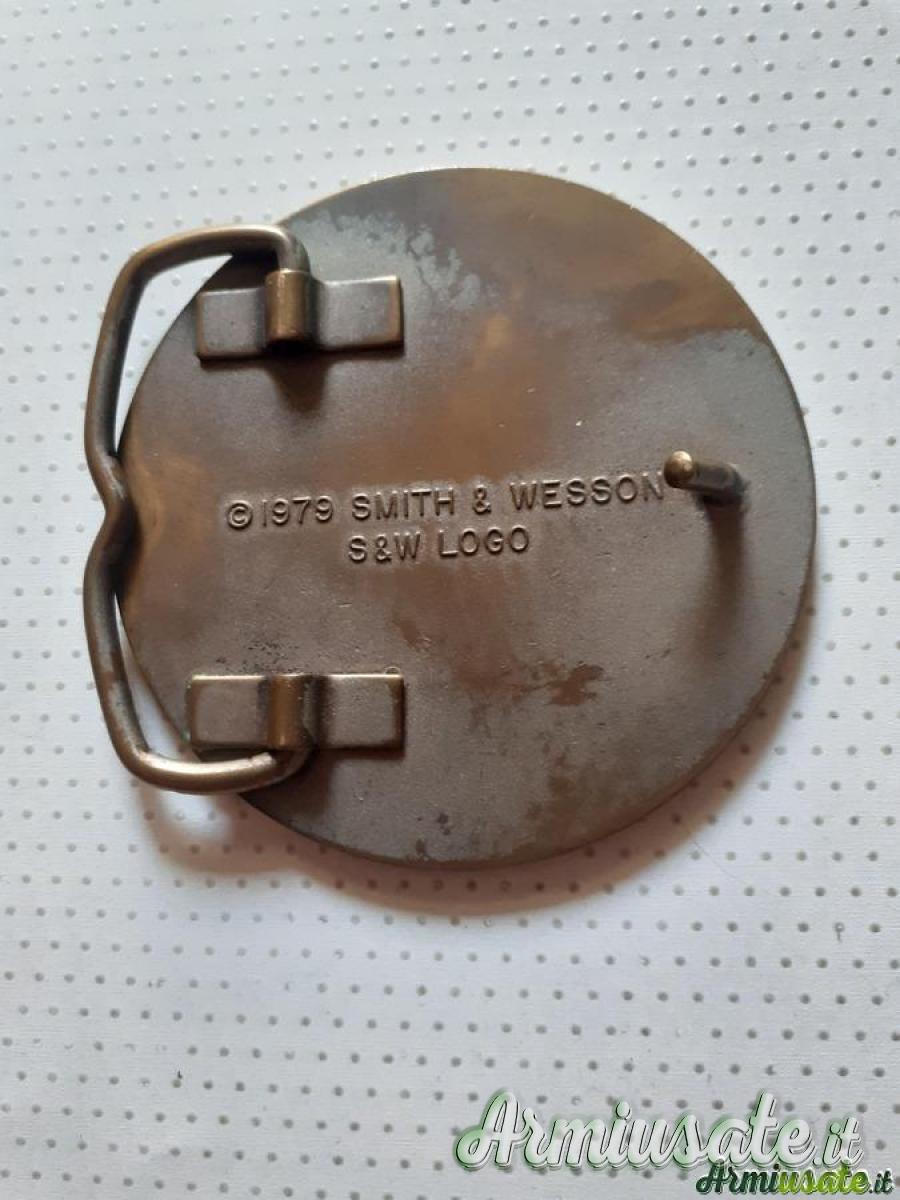 ©1979 SMITH & WESSON
S&W LOGO
Armiusate.it
Armiusate.it